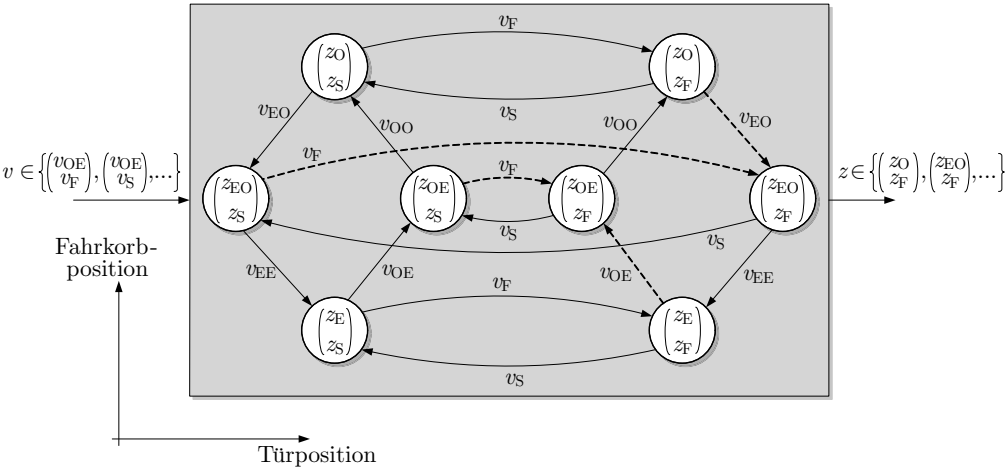 v_F
(z_O z_S)
(z_O z_F)
v_S
v_EO
v_OO
v_OO
v_EO
v_F
v ∈ {(v_OE v_F), (v_OE v_S), ...}
v_F
z ∈ {(z_O z_F), (z_EO z_F), ...}
(z_EO z_S)
(z_OE z_S)
(z_OE z_F)
(z_EO z_F)
v_S
v_S
Fahrkorb-
position
v_EE
v_OE
v_OE
v_EE
v_F
(z_E z_S)
(z_E z_F)
v_S
Türposition